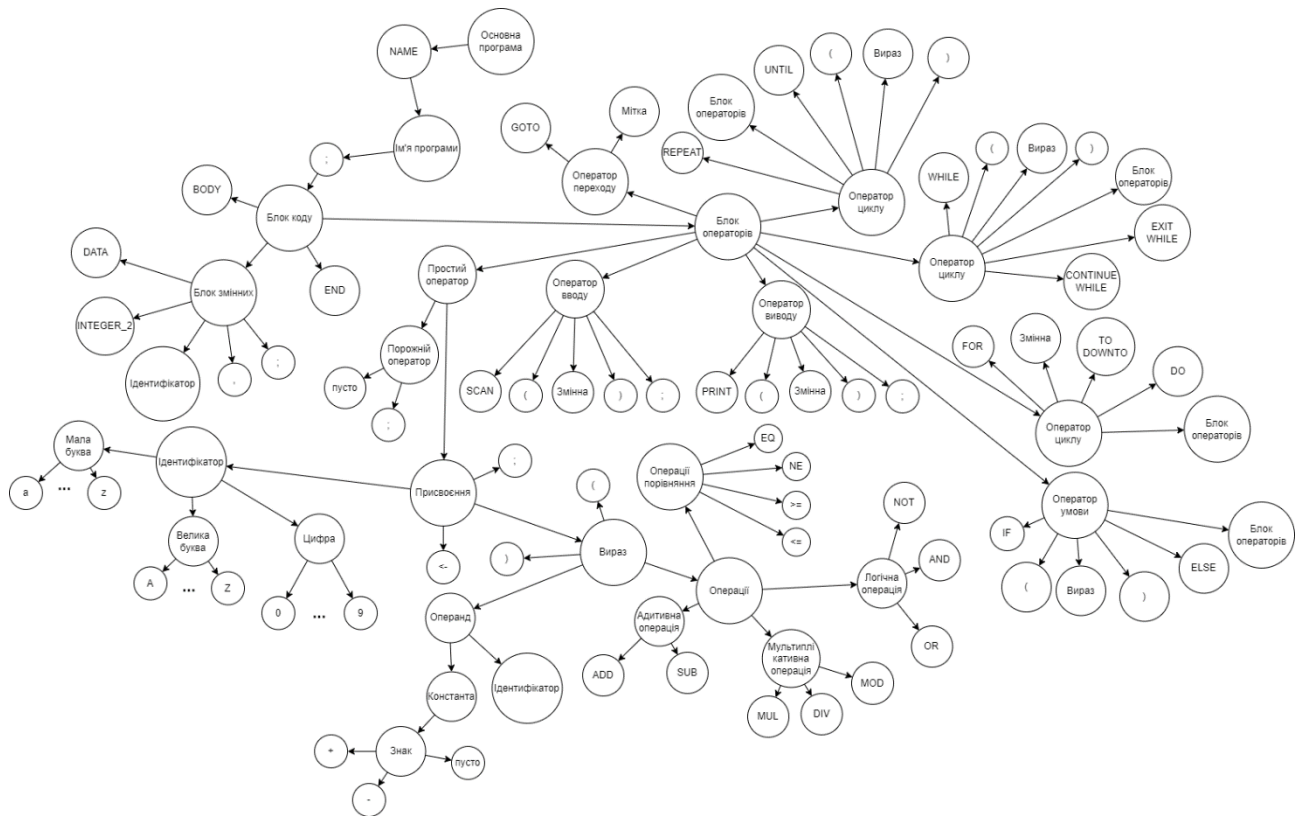 Основна
програма
NAME
Ім'я програми
;
BODY
Блок коду
DATA
Блок змінних
INTEGER_2
Ідентифікатор
,
;
END
GOTO
Мітка
Оператор
переходу
REPEAT
Блок
операторів
UNTIL
(
Вираз
)
Оператор
циклу
Блок
операторів
WHILE
(
Вираз
)
Блок
операторів
EXIT
WHILE
CONTINUE
WHILE
Оператор
циклу
Простий
оператор
Порожній
оператор
пусто
;
Оператор
вводу
SCAN
(
Змінна
)
;
Оператор
виводу
PRINT
(
Змінна
)
;
FOR
Змінна
TO
DOWNTO
DO
Блок
операторів
Оператор
циклу
Оператор
умови
IF
(
Вираз
)
ELSE
Блок
операторів
Мала
буква
a
...
z
Ідентифікатор
Велика
буква
A
...
Z
Цифра
0
...
9
Присвоєння
;
<-
(
)
Вираз
Операції
порівняння
EQ
NE
>=
<=
Операції
Логічна
операція
NOT
AND
OR
Адитивна
операція
ADD
SUB
Мультиплі
кативна
операція
MUL
DIV
MOD
Операнд
Константа
Ідентифікатор
Знак
+
-
пусто